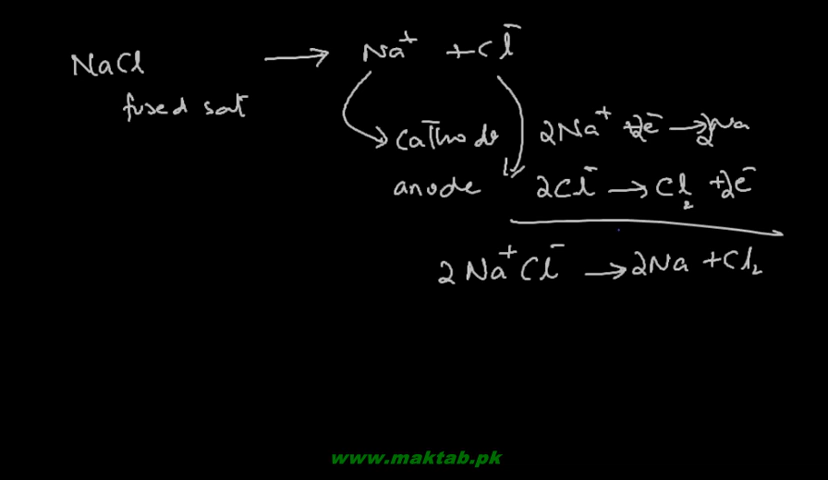 NaCl → Na⁺ + Cl⁻
fused salt
cathode 2Na⁺ + 2e⁻ → 2Na
anode 2Cl⁻ → Cl₂ + 2e⁻
2Na⁺Cl⁻ → 2Na + Cl₂
www.maktab.pk